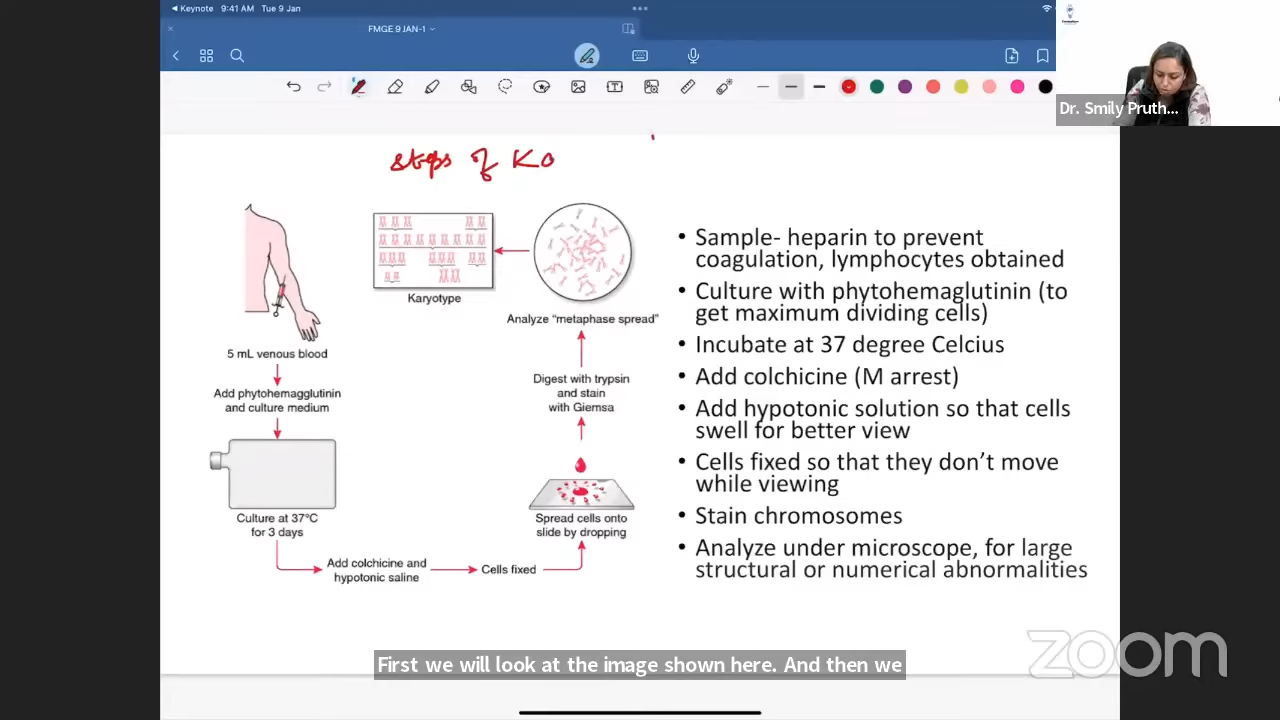 Keynote 9:41 AM Tue 9 Jan
FMGE 9 JAN-1
Dr. Smily Pruth...
steps of Ka
Karyotype
Analyze "metaphase spread"
5 mL venous blood
Add phytohemagglutinin
and culture medium
Culture at 37°C
for 3 days
Add colchicine and
hypotonic saline
Cells fixed
Spread cells onto
slide by dropping
Digest with trypsin
and stain
with Giemsa
• Sample- heparin to prevent
coagulation, lymphocytes obtained
• Culture with phytohemaglutinin (to
get maximum dividing cells)
• Incubate at 37 degree Celcius
• Add colchicine (M arrest)
• Add hypotonic solution so that cells
swell for better view
• Cells fixed so that they don't move
while viewing
• Stain chromosomes
• Analyze under microscope, for large
structural or numerical abnormalities
zoom
First we will look at the image shown here. And then we